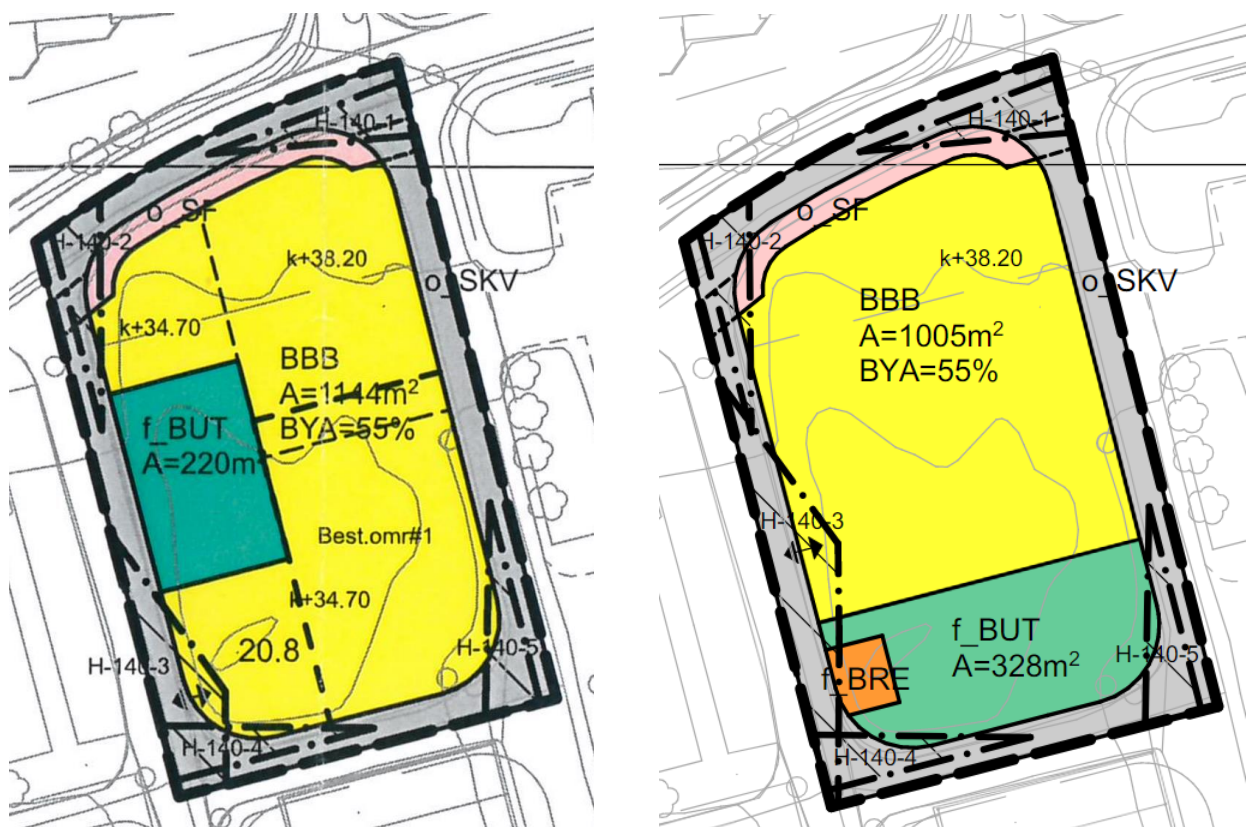 H-140-1
o_SF
H-140-2
k+38.20
o_SKV
k+34.70
BBB
A=1144m²
BYA=55%
f_BUT
A=220m²
Best.omr#1
k+34.70
20.8
H-140-3
H-140-5
H-140-4
H-140-1
o_SF
H-140-2
k+38.20
o_SKV
BBB
A=1005m²
BYA=55%
H-140-3
f_BUT
A=328m²
H-140-5
f_BRE
H-140-4